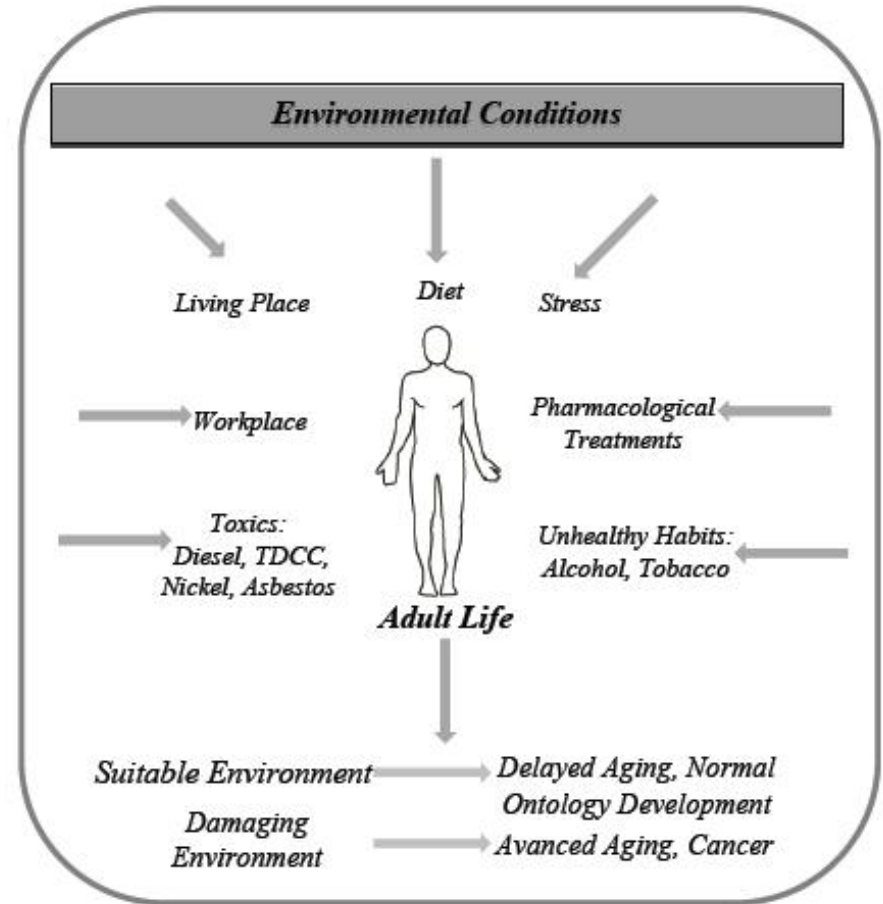 Environmental Conditions
Living Place
Diet
Stress
Workplace
Pharmacological
Treatments
Toxics:
Diesel, TDCC,
Nickel, Asbestos
Unhealthy Habits:
Alcohol, Tobacco
Adult Life
Suitable Environment
Delayed Aging, Normal
Ontology Development
Damaging
Environment
Avanced Aging, Cancer